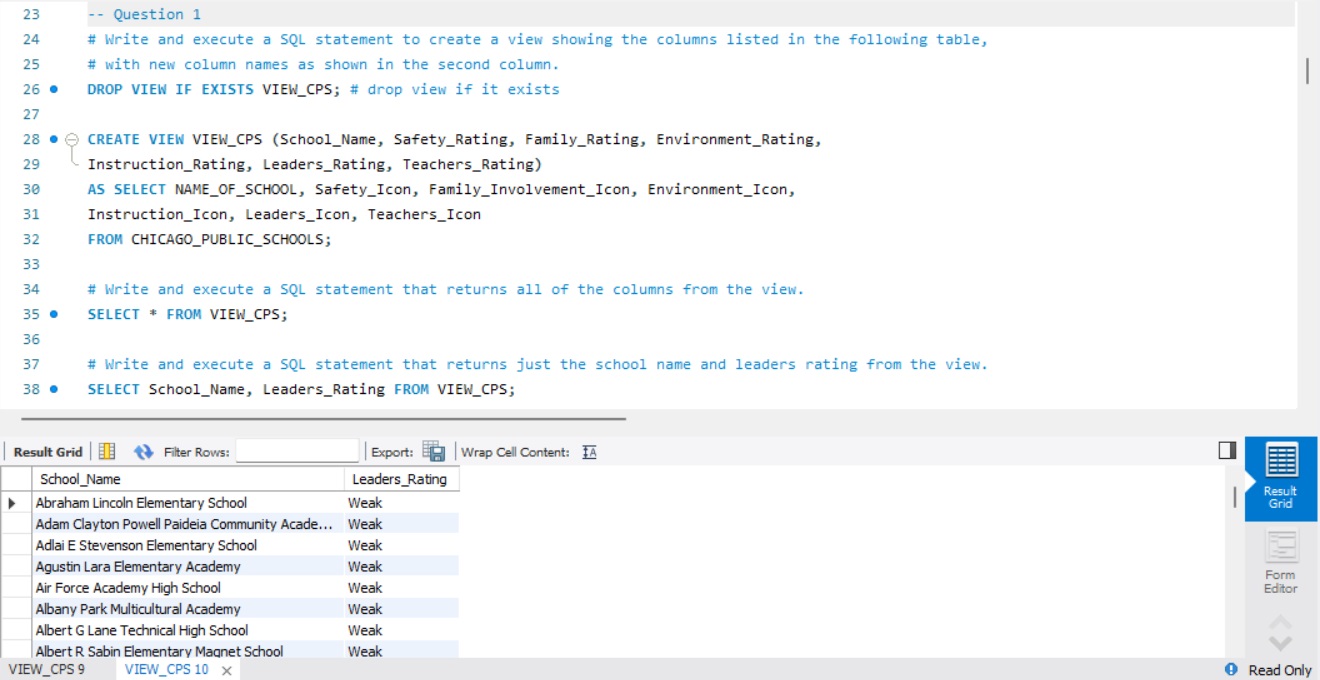 23 -- Question 1
24 # Write and execute a SQL statement to create a view showing the columns listed in the following table,
25 # with new column names as shown in the second column.
26 DROP VIEW IF EXISTS VIEW_CPS; # drop view if it exists
27
28 CREATE VIEW VIEW_CPS (School_Name, Safety_Rating, Family_Rating, Environment_Rating,
29 Instruction_Rating, Leaders_Rating, Teachers_Rating)
30 AS SELECT NAME_OF_SCHOOL, Safety_Icon, Family_Involvement_Icon, Environment_Icon,
31 Instruction_Icon, Leaders_Icon, Teachers_Icon
32 FROM CHICAGO_PUBLIC_SCHOOLS;
33
34 # Write and execute a SQL statement that returns all of the columns from the view.
35 SELECT * FROM VIEW_CPS;
36
37 # Write and execute a SQL statement that returns just the school name and leaders rating from the view.
38 SELECT School_Name, Leaders_Rating FROM VIEW_CPS;
Result Grid Filter Rows: Export: Wrap Cell Content: IA
School_Name Leaders_Rating
Abraham Lincoln Elementary School Weak
Adam Clayton Powell Paideia Community Acade... Weak
Adlai E Stevenson Elementary School Weak
Agustin Lara Elementary Academy Weak
Air Force Academy High School Weak
Albany Park Multicultural Academy Weak
Albert G Lane Technical High School Weak
Albert R Sabin Elementary Magnet School Weak
Result
Grid
Form
Editor
VIEW_CPS 9 VIEW_CPS 10 Read Only